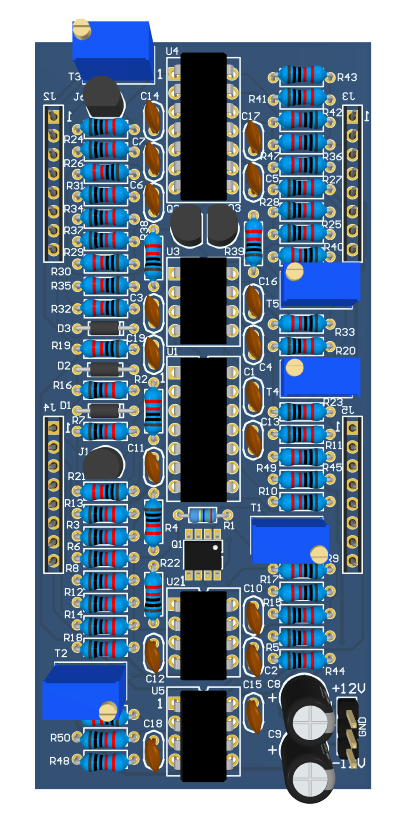 U4
T3
1
R43
J2
J6
C14
R41
J3
1
C17
R42
1
R24
C7
R47
R36
R26
R31
C6
C5
R27
R34
R28
R37
R38
Q3
R25
R29
U3
R39
R40
R30
R35
C16
R32
C3
T5
D3
C19
R33
R19
U1
R20
D2
R2
C1
C4
R16
T4
D1
R23
J4
R7
J5
1
C13
R11
1
J1
C11
R49
R45
R21
R10
R13
R4
R1
T1
R3
Q1
R6
R22
R9
R8
U21
R17
R12
C10
R15
R14
R18
R5
T2
C12
C2
R44
U5
C15
C8
+12V
1
+
GND
R50
C18
C9
+
R48
-12V